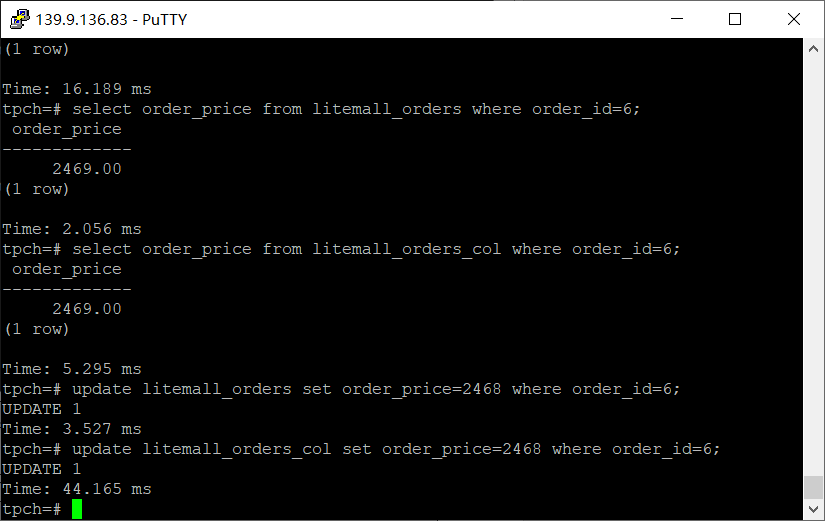 139.9.136.83 - PuTTY
(1 row)
Time: 16.189 ms
tpch=# select order_price from litemall_orders where order_id=6;
order_price
-------------
2469.00
(1 row)
Time: 2.056 ms
tpch=# select order_price from litemall_orders_col where order_id=6;
order_price
-------------
2469.00
(1 row)
Time: 5.295 ms
tpch=# update litemall_orders set order_price=2468 where order_id=6;
UPDATE 1
Time: 3.527 ms
tpch=# update litemall_orders_col set order_price=2468 where order_id=6;
UPDATE 1
Time: 44.165 ms
tpch=#